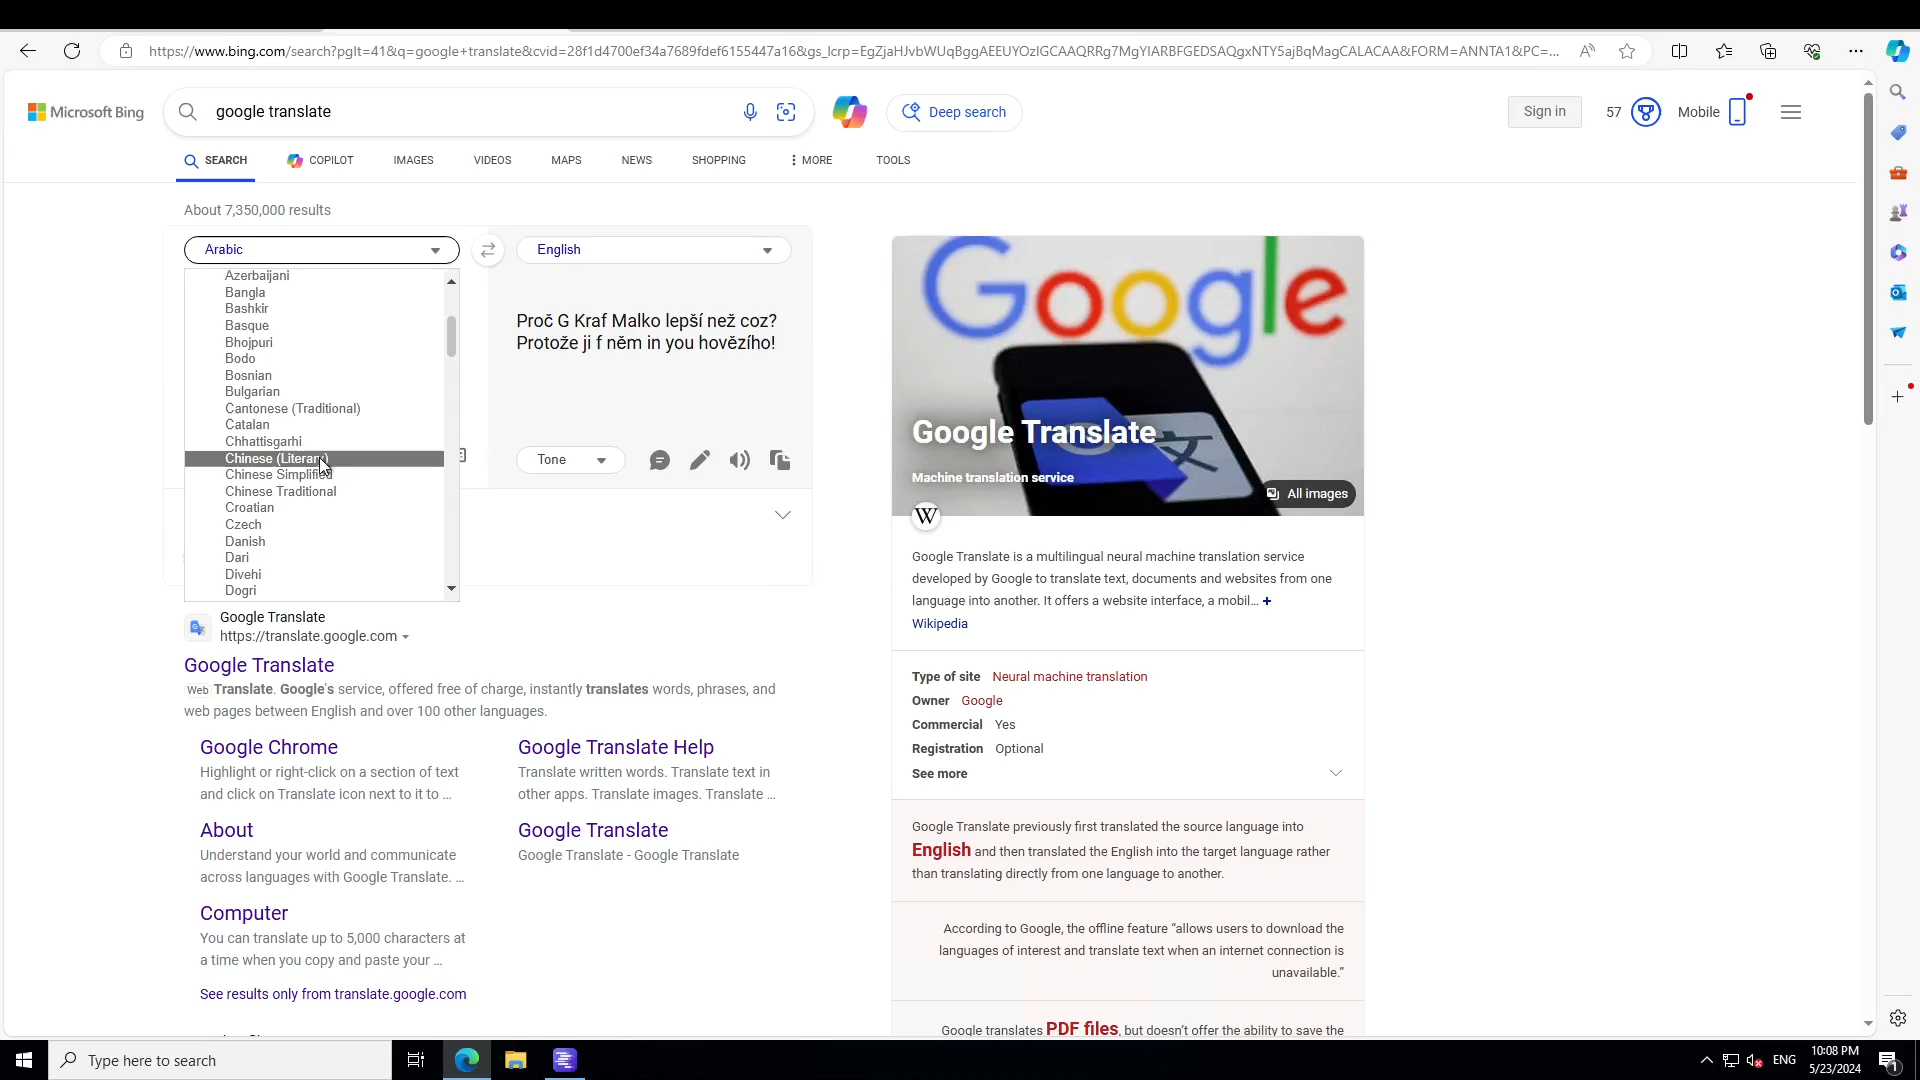 https://www.bing.com/search?pglt=41&q=google+translate&cvid=28f1d4700ef34a7689fdef6155447a16&gs_lcrp=EgZjaHJvbWUqBggAEEUYOzIGCAAQRRg7MgYIARBFGEDSAQgxNTY5ajBqMagCALACAA&FORM=ANNTA1&PC=...
Microsoft Bing
google translate
Deep search
Sign in
57
Mobile
SEARCH
COPILOT
IMAGES
VIDEOS
MAPS
NEWS
SHOPPING
MORE
TOOLS
About 7,350,000 results
Arabic
English
Azerbaijani
Bangla
Bashkir
Basque
Bhojpuri
Bodo
Bosnian
Bulgarian
Cantonese (Traditional)
Catalan
Chhattisgarhi
Chinese (Literary)
Chinese Simplified
Chinese Traditional
Croatian
Czech
Danish
Dari
Divehi
Dogri
Proč G Kraf Malko lepší než coz?
Protože ji f něm in you hovězího!
Tone
Google Translate
https://translate.google.com
Google Translate
Web Translate. Google's service, offered free of charge, instantly translates words, phrases, and
web pages between English and over 100 other languages.
Google Chrome
Highlight or right-click on a section of text
and click on Translate icon next to it to ...
Google Translate Help
Translate written words. Translate text in
other apps. Translate images. Translate ...
About
Understand your world and communicate
across languages with Google Translate. ...
Google Translate
Google Translate - Google Translate
Computer
You can translate up to 5,000 characters at
a time when you copy and paste your ...
See results only from translate.google.com
Google
文
Google Translate
Machine translation service
All images
W
Google Translate is a multilingual neural machine translation service
developed by Google to translate text, documents and websites from one
language into another. It offers a website interface, a mobil... +
Wikipedia
Type of site Neural machine translation
Owner Google
Commercial Yes
Registration Optional
See more
Google Translate previously first translated the source language into
English and then translated the English into the target language rather
than translating directly from one language to another.
According to Google, the offline feature “allows users to download the
languages of interest and translate text when an internet connection is
unavailable.”
Google translates PDF files, but doesn't offer the ability to save the
Type here to search
ENG
10:08 PM
5/23/2024
1